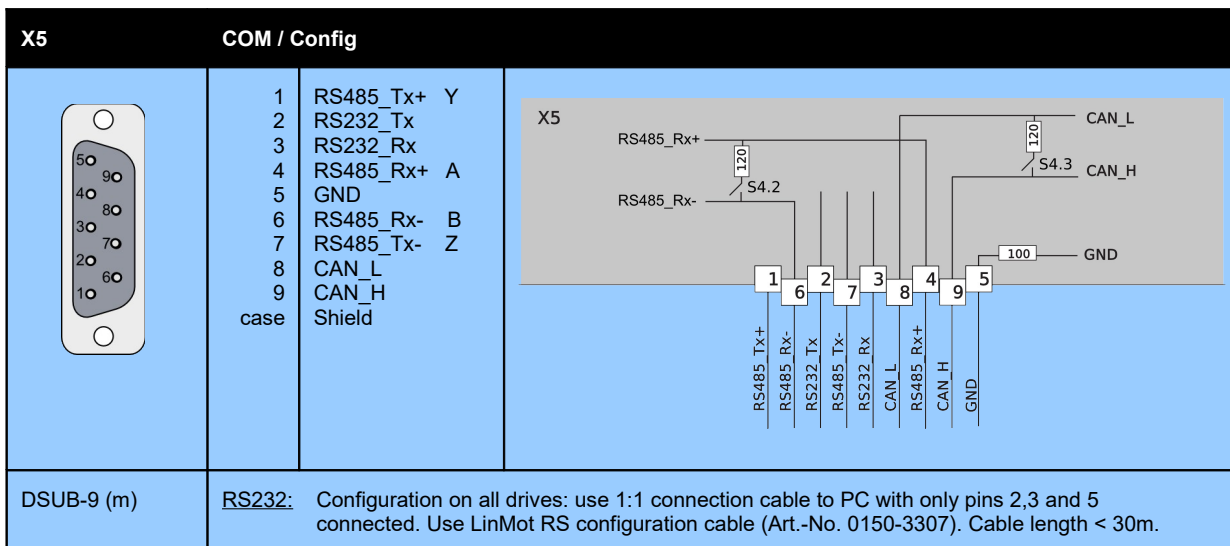 X5 COM / Config
1 RS485_Tx+ Y
2 RS232_Tx
3 RS232_Rx
4 RS485_Rx+ A
5 GND
6 RS485_Rx- B
7 RS485_Tx- Z
8 CAN_L
9 CAN_H
case Shield
5
9
4
8
3
7
2
6
1
X5
RS485_Rx+
120
S4.2
RS485_Rx-
CAN_L
120
S4.3
CAN_H
100 GND
1 2 3 4 5
6 7 8 9
RS485_Tx+
RS485_Rx-
RS232_Tx
RS485_Tx-
RS232_Rx
CAN_L
RS485_Rx+
CAN_H
GND
DSUB-9 (m) RS232: Configuration on all drives: use 1:1 connection cable to PC with only pins 2,3 and 5
connected. Use LinMot RS configuration cable (Art.-No. 0150-3307). Cable length < 30m.